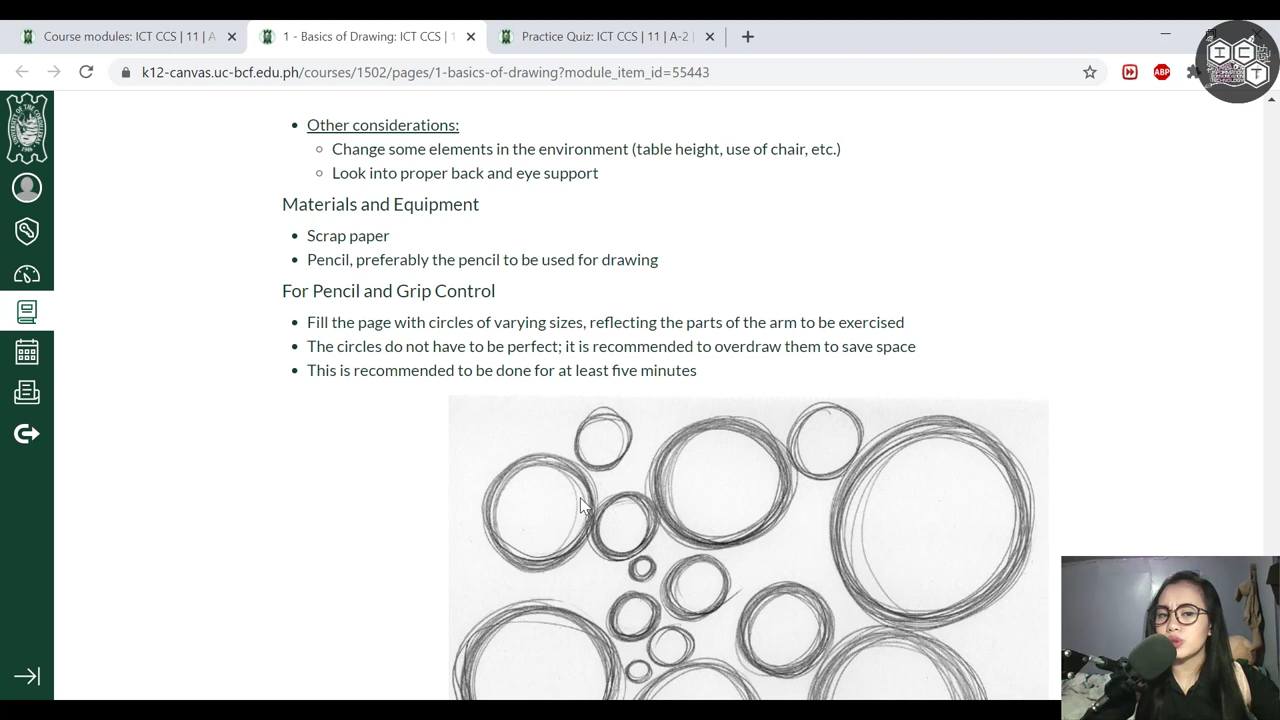 Course modules: ICT CCS | 11 | A
1 - Basics of Drawing: ICT CCS | 1
Practice Quiz: ICT CCS | 11 | A-2 |
k12-canvas.uc-bcf.edu.ph/courses/1502/pages/1-basics-of-drawing?module_item_id=55443
ABP
ICT
Other considerations:
Change some elements in the environment (table height, use of chair, etc.)
Look into proper back and eye support
Materials and Equipment
Scrap paper
Pencil, preferably the pencil to be used for drawing
For Pencil and Grip Control
Fill the page with circles of varying sizes, reflecting the parts of the arm to be exercised
The circles do not have to be perfect; it is recommended to overdraw them to save space
This is recommended to be done for at least five minutes